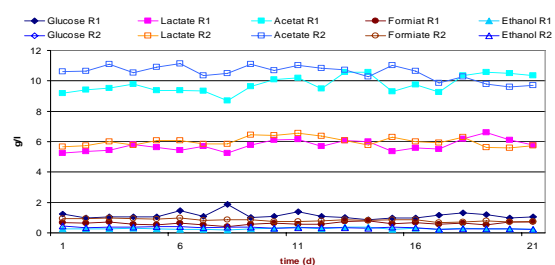 Glucose R1 Lactate R1 Acetat R1 Formiat R1 Ethanol R1
Glucose R2 Lactate R2 Acetate R2 Formiate R2 Ethanol R2
12
10
8
6
4
2
0
g/l
1 6 11 16 21
time (d)